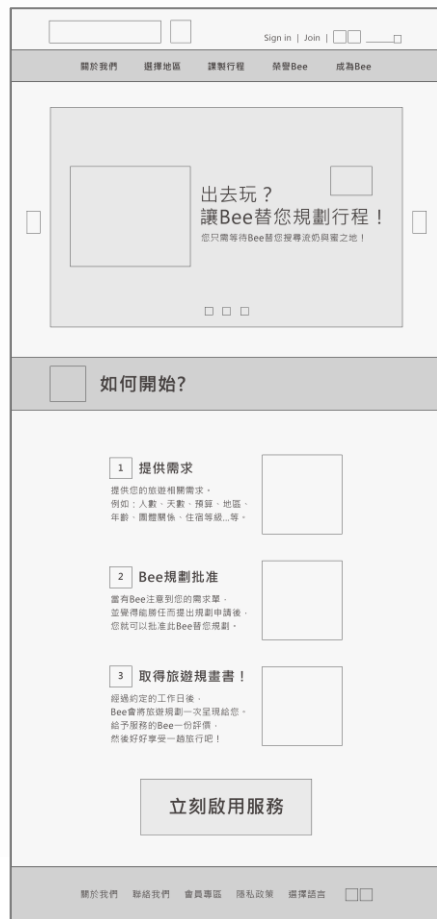 Sign in | Join |
關於我們 選擇地區 課製行程 榮譽Bee 成為Bee
出去玩？
讓Bee替您規劃行程！
您只需等待Bee替您搜尋流奶與蜜之地！
如何開始?
1 提供需求
提供您的旅遊相關需求。
例如：人數、天數、預算、地區、
年齡、團體關係、住宿等級...等。
2 Bee規劃批准
當有Bee注意到您的需求單，
並覺得能勝任而提出規劃申請後，
您就可以批准此Bee替您規劃。
3 取得旅遊規畫書！
經過約定的工作日後，
Bee會將旅遊規劃一次呈現給您。
給予服務的Bee一份評價，
然後好好享受一趟旅行吧！
立刻啟用服務
關於我們 聯絡我們 會員專區 隱私政策 選擇語言